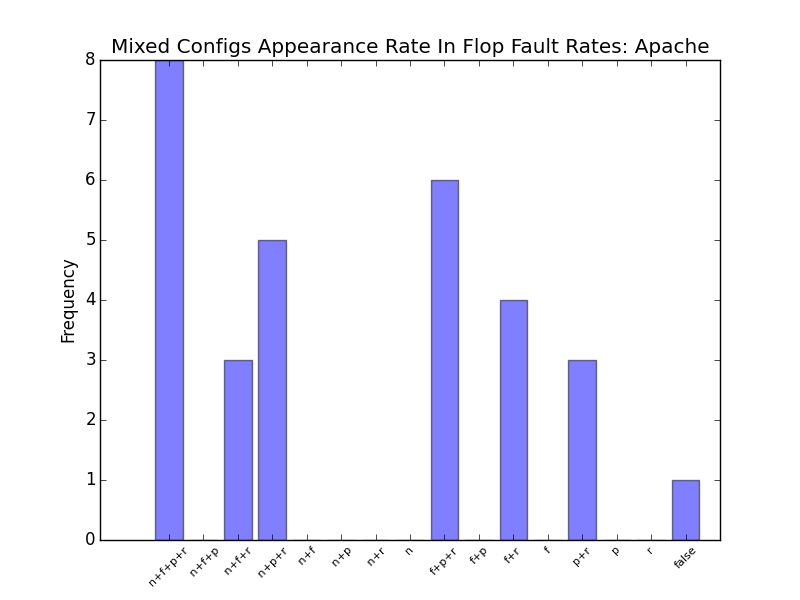 Mixed Configs Appearance Rate In Flop Fault Rates: Apache
8
7
6
5
4
3
2
1
0
Frequency
n+f+p+r
n+f+p
n+f+r
n+p+r
n+f
n+p
n+r
n
f+p+r
f+p
f+r
f
p+r
p
r
false